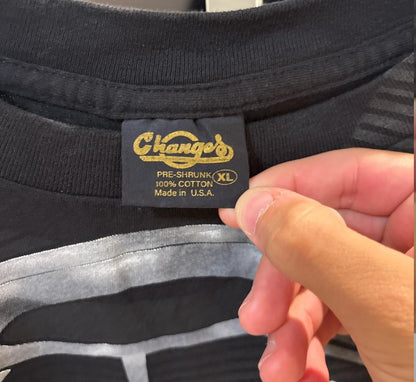 Changes
PRE-SHRUNK
100% COTTON XL
Made in U.S.A.